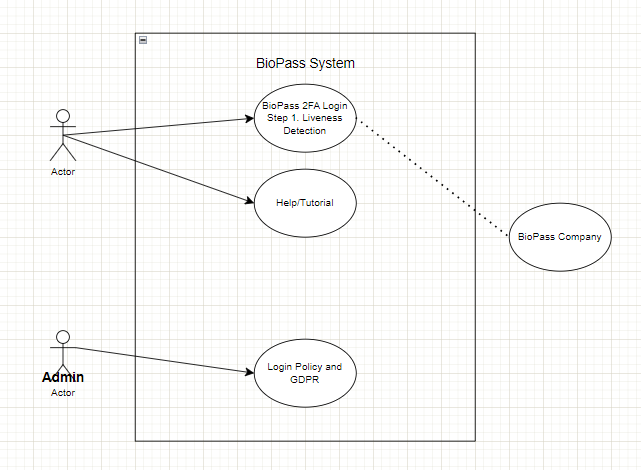 BioPass System
BioPass 2FA Login
Step 1. Liveness
Detection
Actor
Help/Tutorial
BioPass Company
Login Policy and
GDPR
Admin
Actor